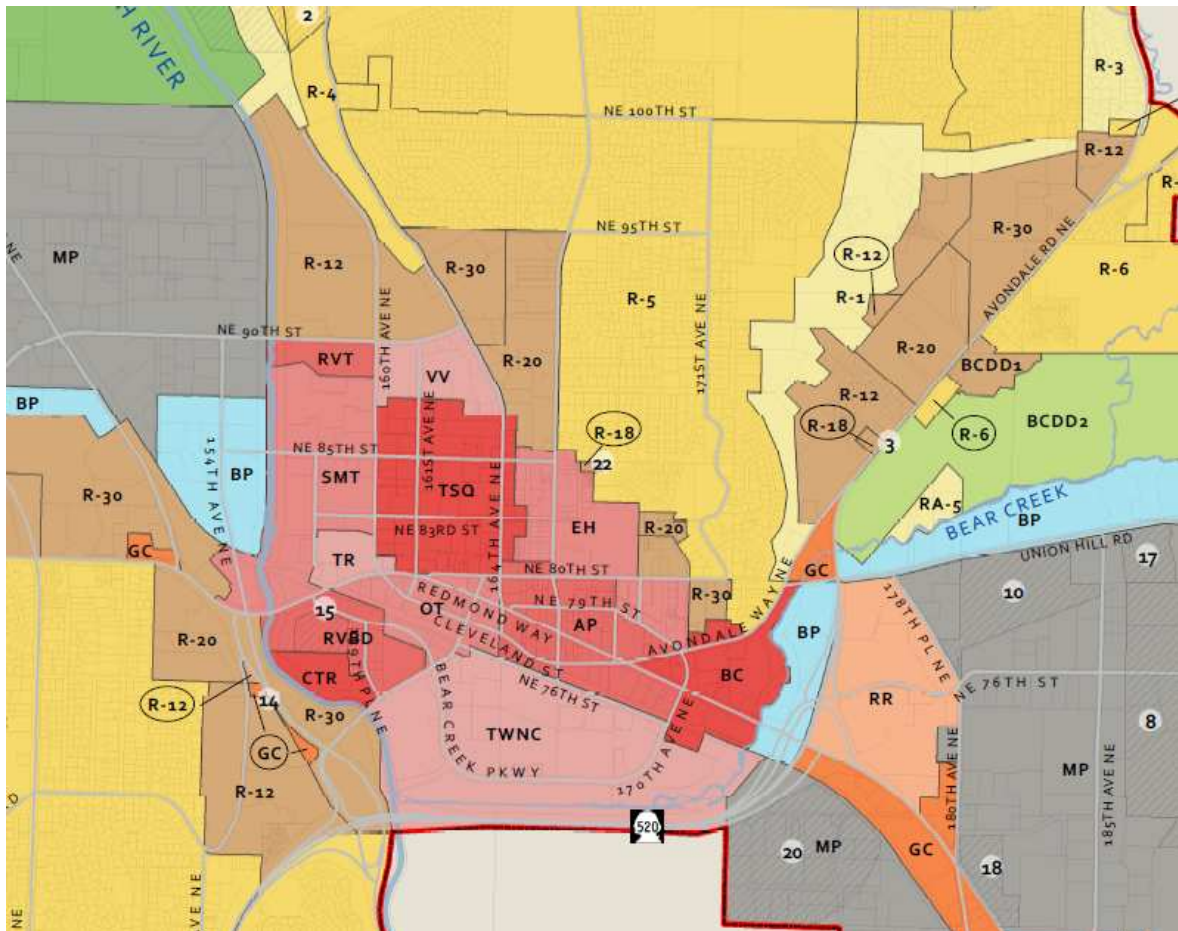 2
H RIVER
R-3
R-4
NE 100TH ST
R-12
R-
NE 95TH ST
R-30
MP
R-12
R-30
R-12
R-1
R-5
R-6
AVONDALE RD NE
171ST AVE NE
NE 90TH ST
160TH AVE NE
RVT
VV
R-20
R-20
BCDD1
BP
161ST AVE NE
R-12
BCDD2
R-18
R-18
3
R-6
22
NE 85TH ST
154TH AVE NE
BP
SMT
TSQ
164TH AVE NE
R-30
RA-5
BEAR CREEK
BP
UNION HILL RD
17
NE 83RD ST
EH
R-20
GC
TR
NE 80TH ST
GC
10
178TH PL NE
15
OT
REDMOND WAY
NE 79TH ST
R-30
AP
AVONDALE WAY NE
CLEVELAND ST
BP
R-20
CTR
BC
NE 76TH ST
NE 76TH ST
RR
R-12
14
R-30
BEAR CREEK PKWY
TWNC
170TH AVE NE
8
GC
MP
R-12
180TH AVE NE
185TH AVE NE
520
20
MP
GC
18
AVE NE
NE